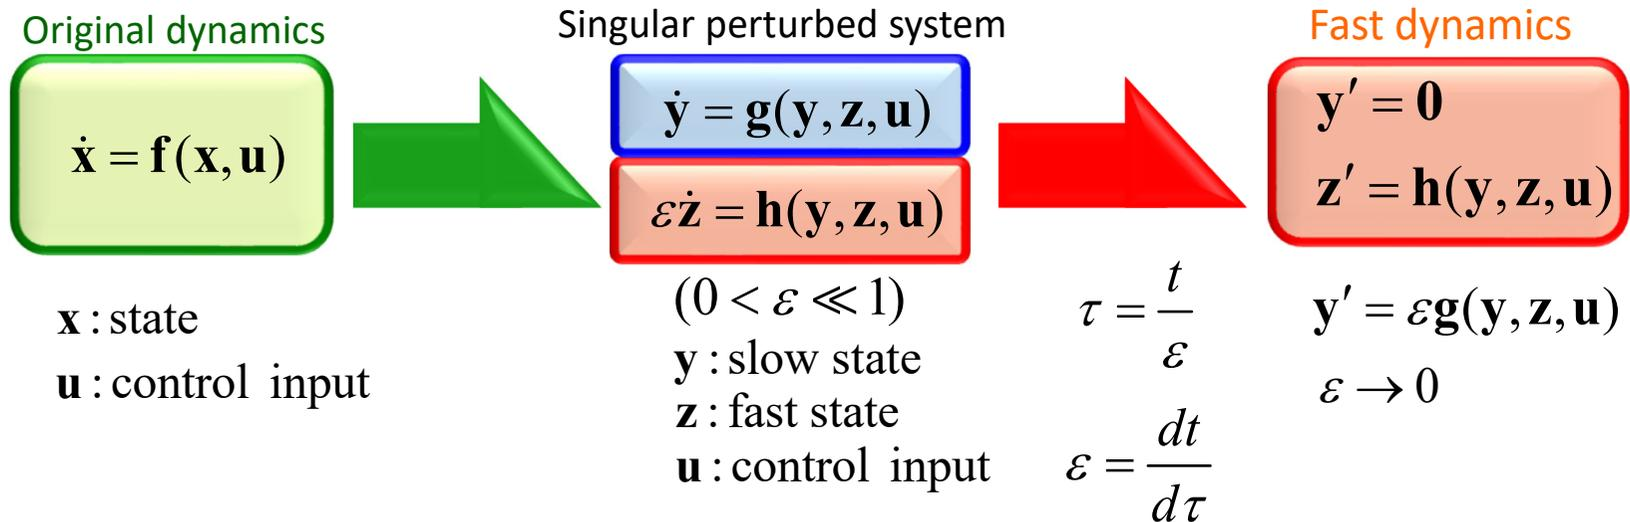 Original dynamics
ẋ = f(x, u)
x : state
u : control input
Singular perturbed system
ẏ = g(y, z, u)
εż = h(y, z, u)
(0 < ε ≪ 1)
y : slow state
z : fast state
u : control input
τ = t/ε
ε = dt/dτ
Fast dynamics
y′ = 0
z′ = h(y, z, u)
y′ = εg(y, z, u)
ε → 0